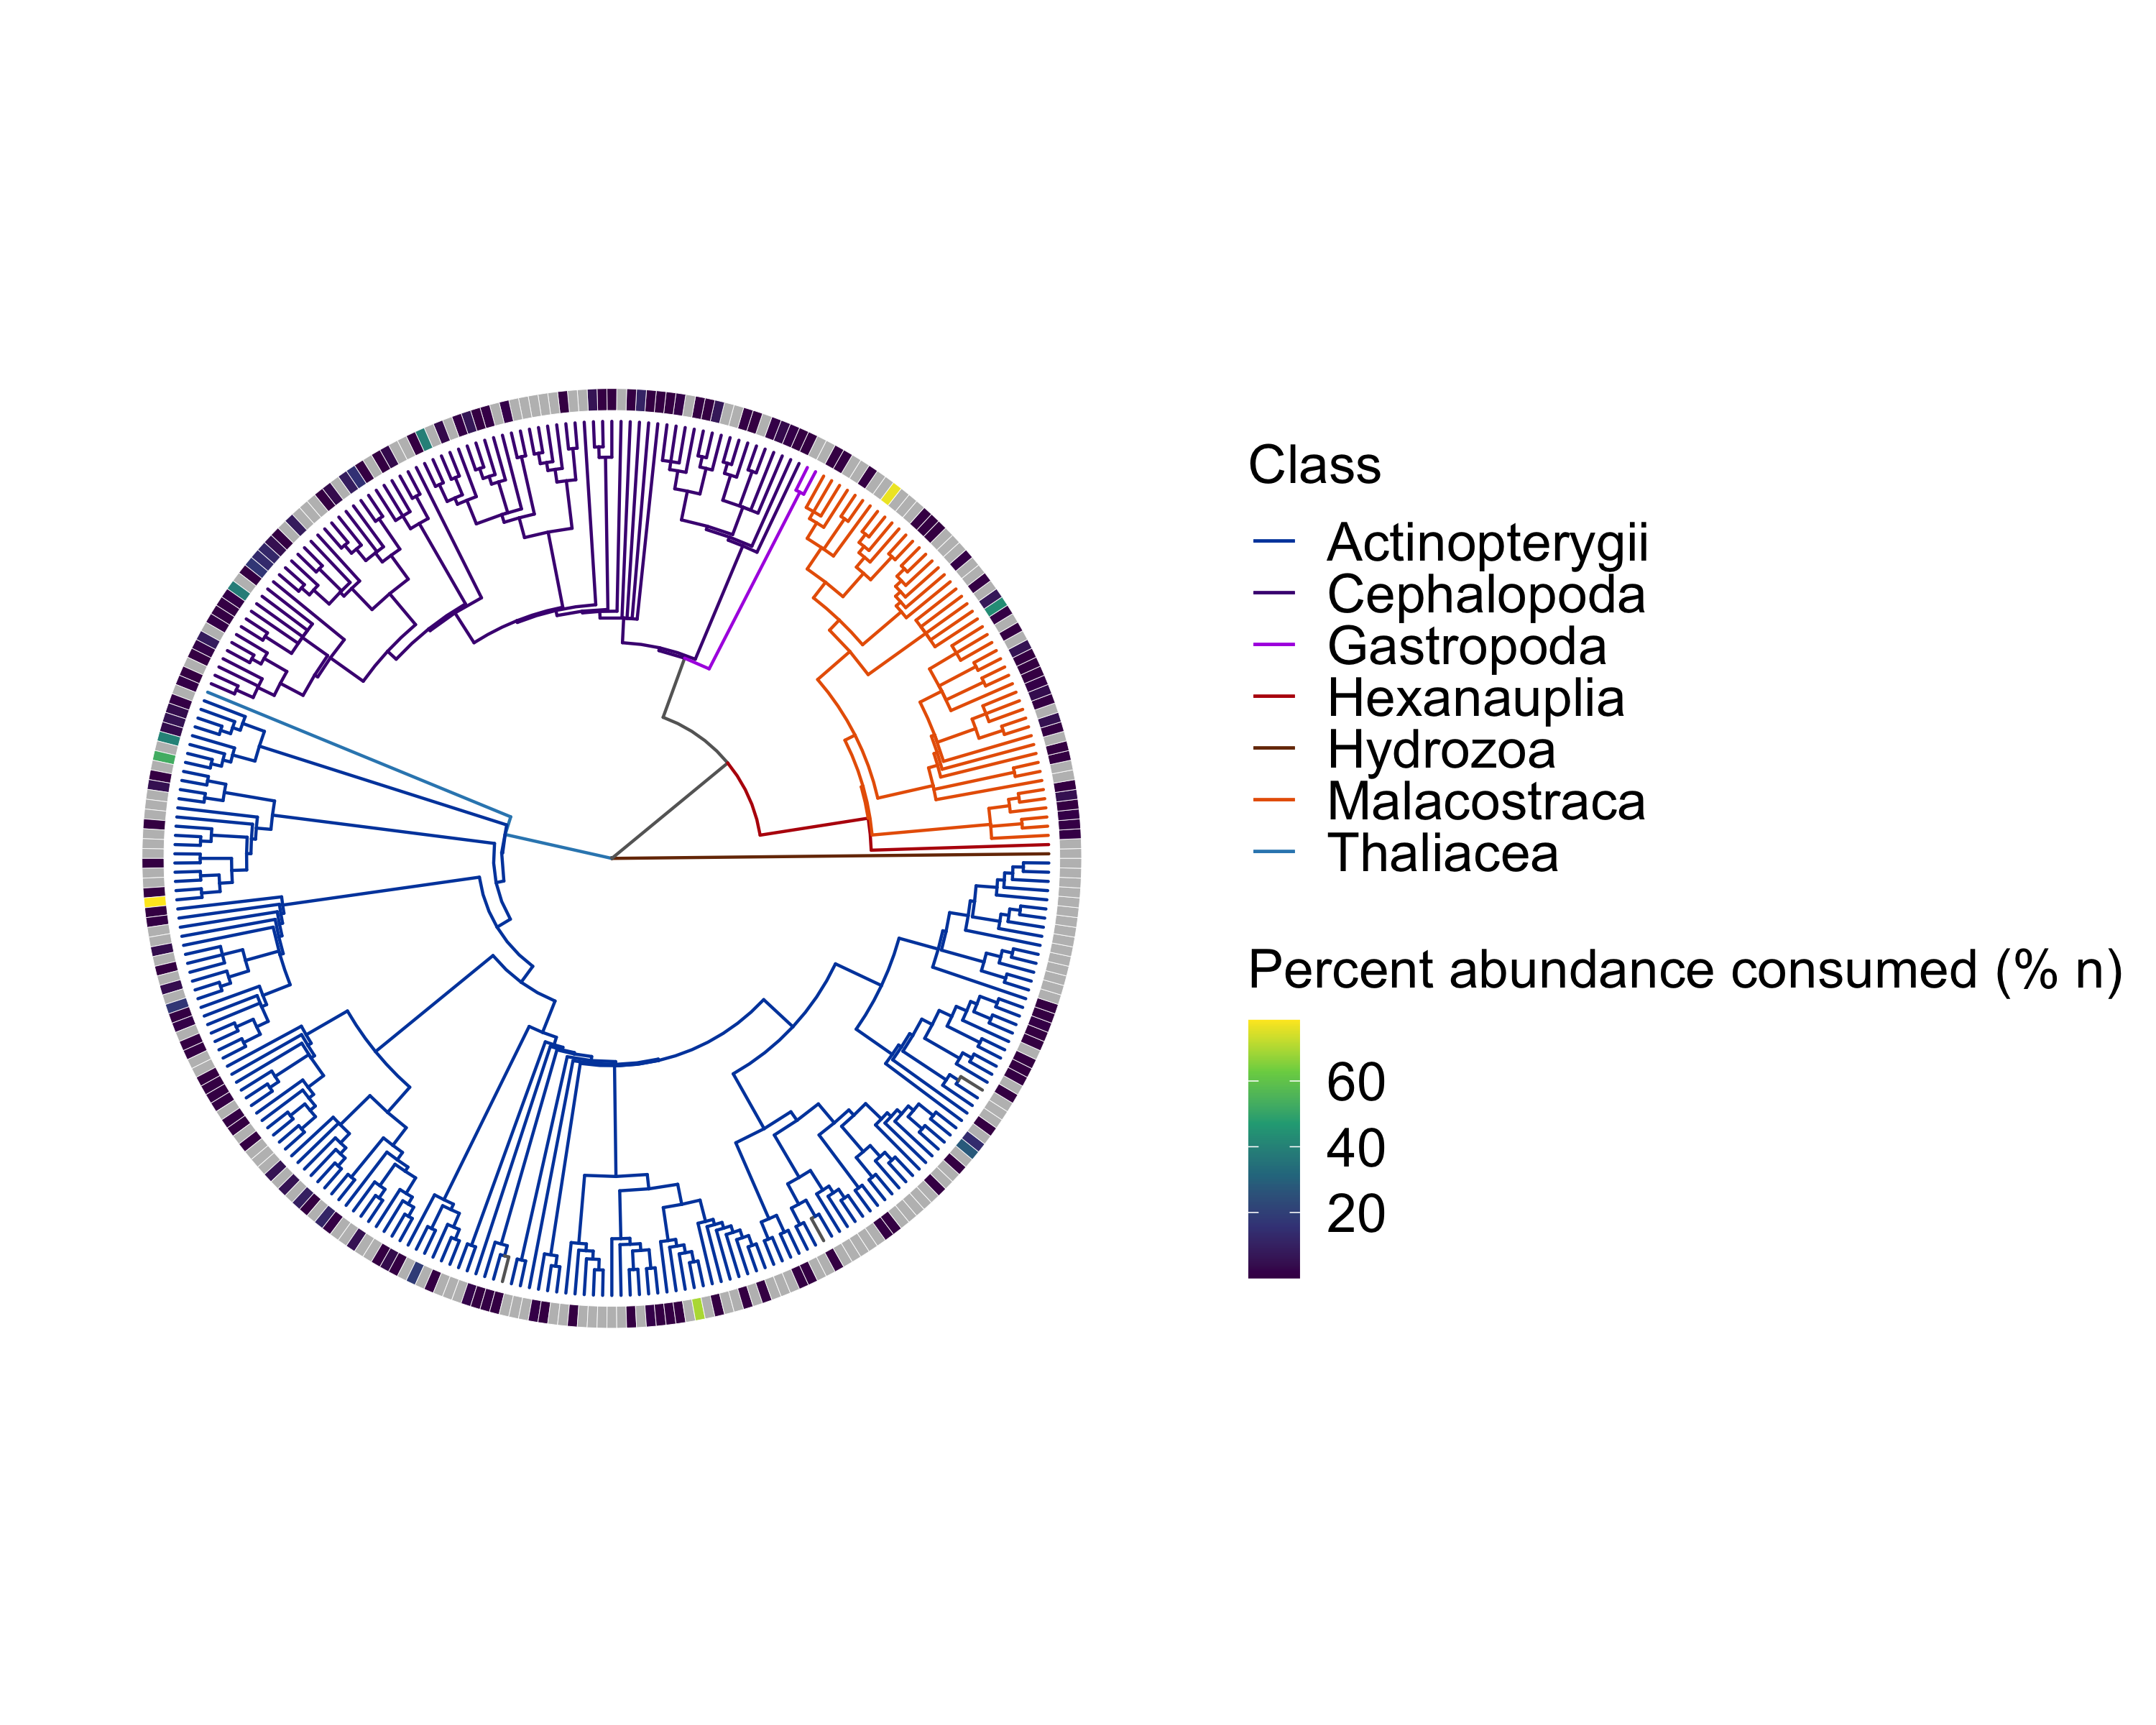 Class
Actinopterygii
Cephalopoda
Gastropoda
Hexanauplia
Hydrozoa
Malacostraca
Thaliacea
Percent abundance consumed (% n)
60
40
20